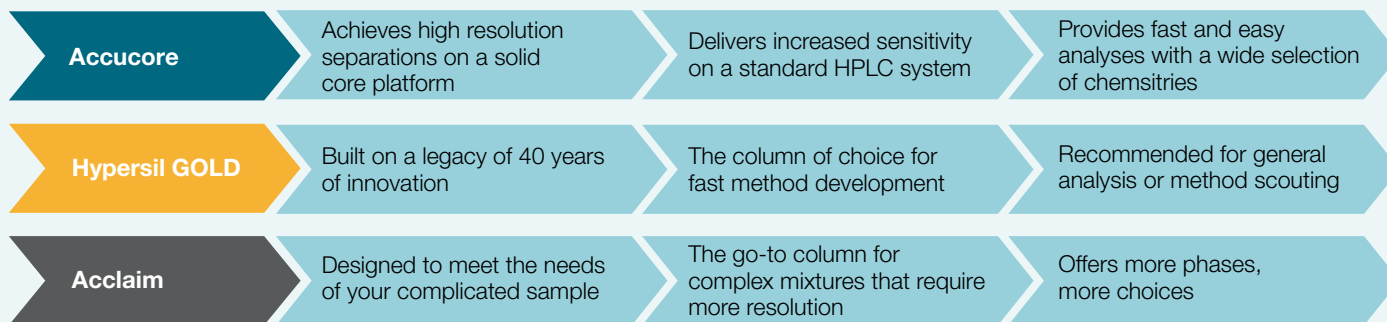 Accucore
Achieves high resolution
separations on a solid
core platform
Delivers increased sensitivity
on a standard HPLC system
Provides fast and easy
analyses with a wide selection
of chemsitries
Hypersil GOLD
Built on a legacy of 40 years
of innovation
The column of choice for
fast method development
Recommended for general
analysis or method scouting
Acclaim
Designed to meet the needs
of your complicated sample
The go-to column for
complex mixtures that require
more resolution
Offers more phases,
more choices